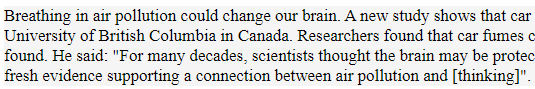 Breathing in air pollution could change our brain. A new study shows that car
University of British Columbia in Canada. Researchers found that car fumes c
found. He said: "For many decades, scientists thought the brain may be protec
fresh evidence supporting a connection between air pollution and [thinking]".